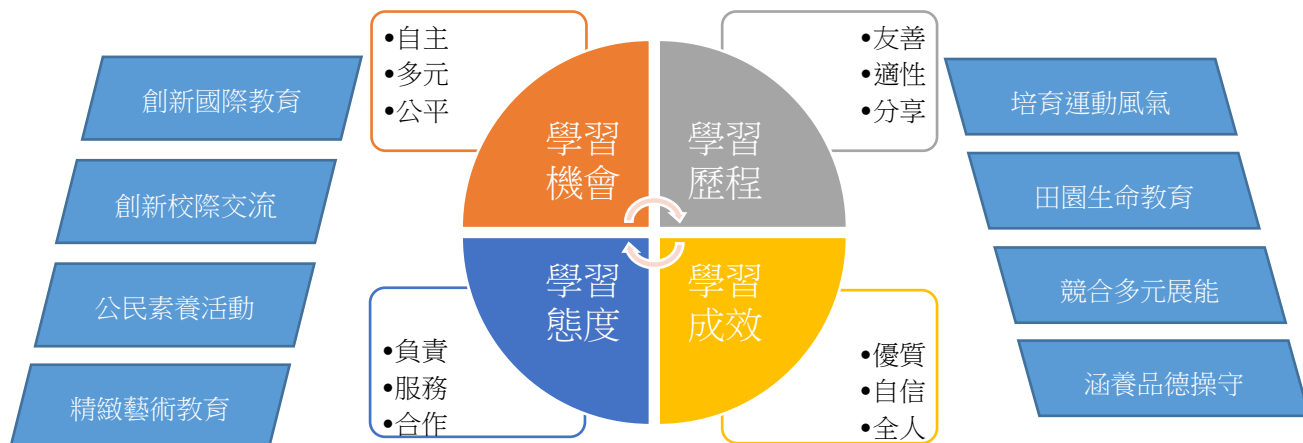 創新國際教育
創新校際交流
公民素養活動
精緻藝術教育
•自主
•多元
•公平
學習
機會
學習
歷程
•友善
•適性
•分享
學習
態度
學習
成效
•負責
•服務
•合作
•優質
•自信
•全人
培育運動風氣
田園生命教育
競合多元展能
涵養品德操守